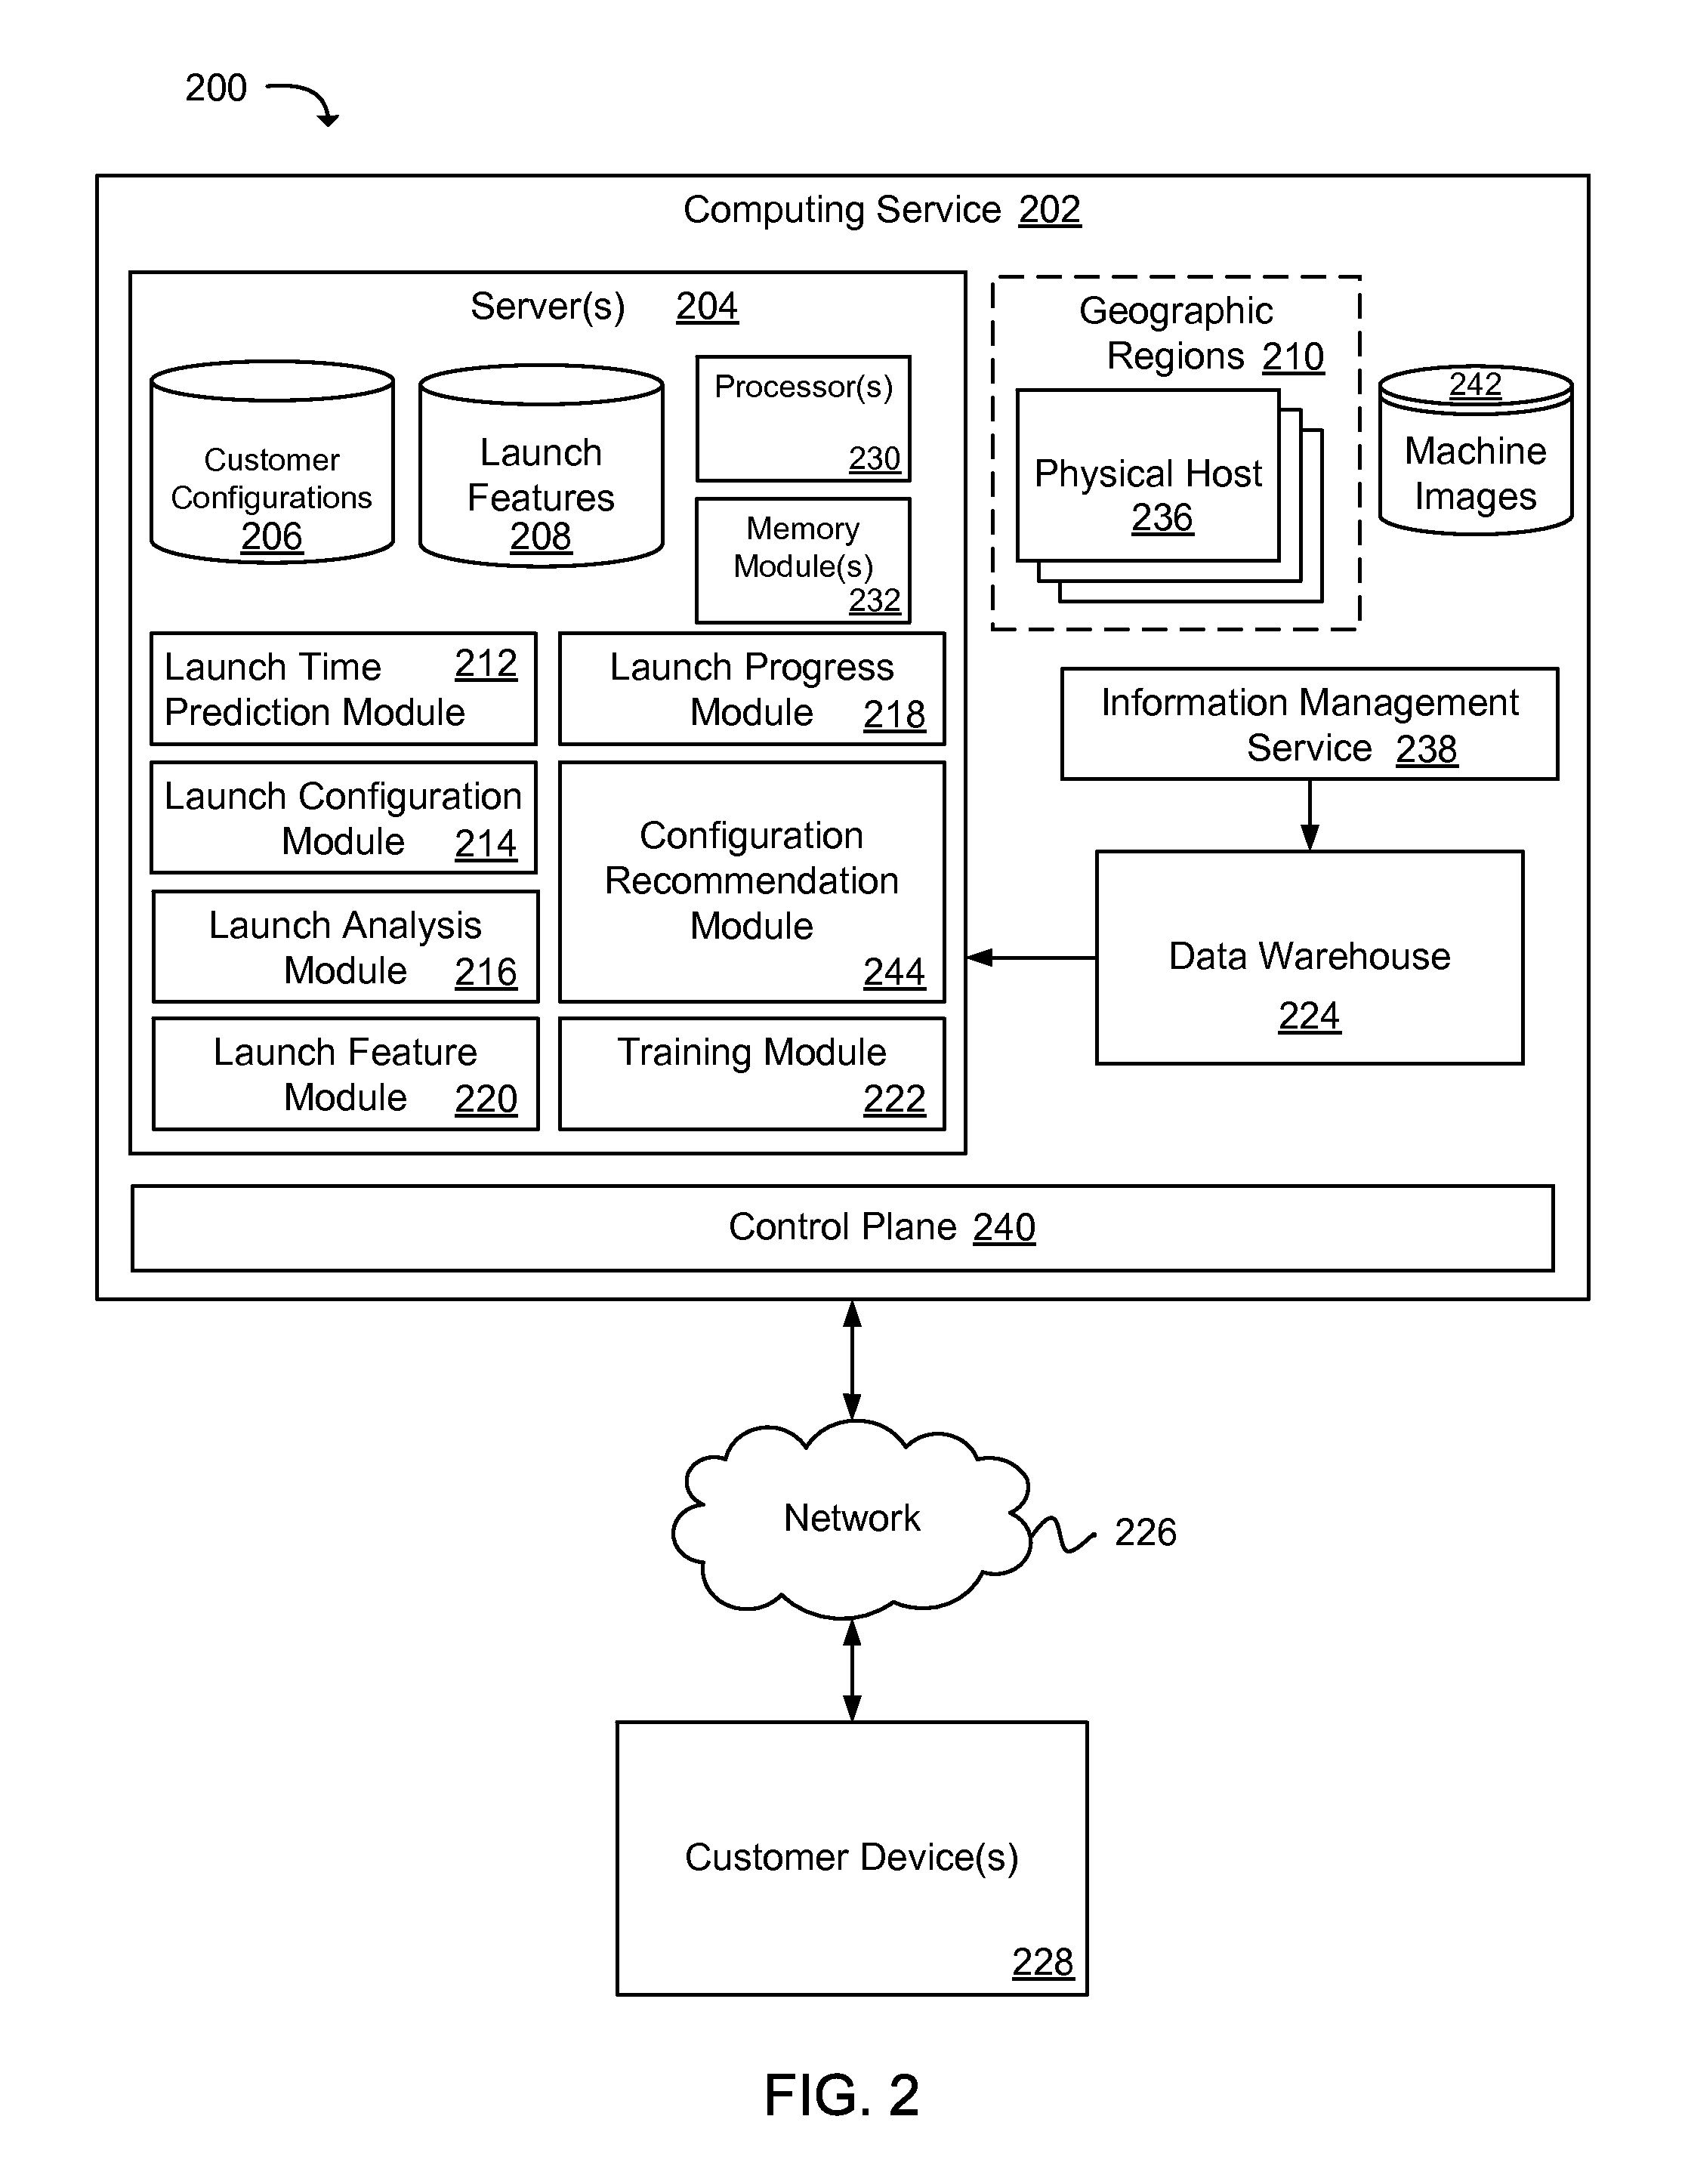 200
Computing Service 202
Server(s) 204
Customer
Configurations
206
Launch
Features
208
Processor(s)
230
Memory
Module(s)
232
Geographic
Regions 210
Physical Host
236
242
Machine
Images
Launch Time 212
Prediction Module
Launch Progress
Module 218
Launch Configuration
Module 214
Configuration
Recommendation
Module
244
Launch Analysis
Module 216
Launch Feature
Module 220
Training Module
222
Information Management
Service 238
Data Warehouse
224
Control Plane 240
Network
226
Customer Device(s)
228
FIG. 2